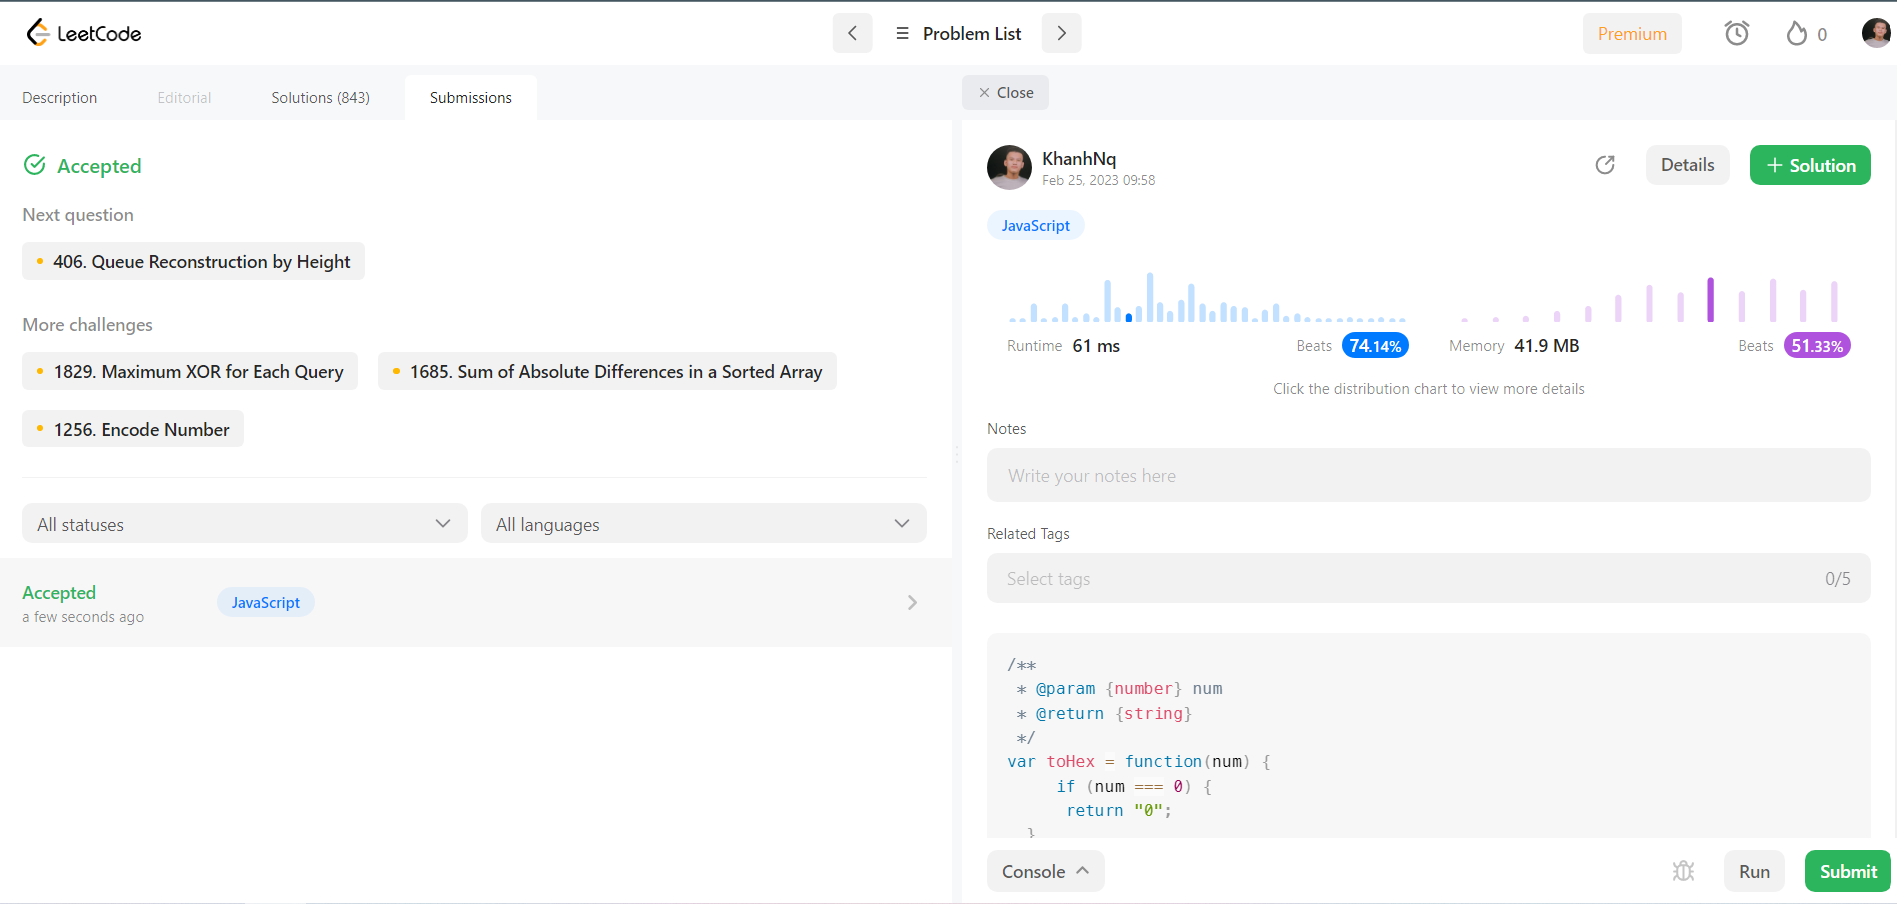 LeetCode
Problem List
Premium
0
Description
Editorial
Solutions (843)
Submissions
Close
Accepted
Next question
406. Queue Reconstruction by Height
More challenges
1829. Maximum XOR for Each Query
1685. Sum of Absolute Differences in a Sorted Array
1256. Encode Number
All statuses
All languages
Accepted
a few seconds ago
JavaScript
KhanhNq
Feb 25, 2023 09:58
Details
+ Solution
JavaScript
Runtime 61 ms
Beats 74.14%
Memory 41.9 MB
Beats 51.33%
Click the distribution chart to view more details
Notes
Write your notes here
Related Tags
Select tags
0/5
/**
 * @param {number} num
 * @return {string}
 */
var toHex = function(num) {
     if (num === 0) {
      return "0";
  }
Console
Run
Submit